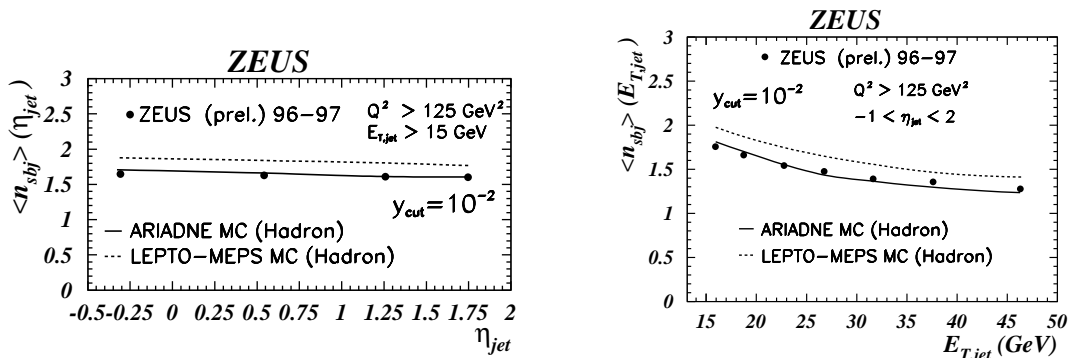 ZEUS
<n_sbj> (η_jet)
3
2.5
2
1.5
1
0.5
0
ZEUS (prel.) 96-97
Q² > 125 GeV²
E_T,jet > 15 GeV
y_cut=10⁻²
ARIADNE MC (Hadron)
LEPTO-MEPS MC (Hadron)
-0.5 -0.25 0 0.25 0.5 0.75 1 1.25 1.5 1.75 2
η_jet
ZEUS
<n_sbj> (E_T,jet)
3
2.5
2
1.5
1
0.5
0
ZEUS (prel.) 96-97
y_cut=10⁻²
Q² > 125 GeV²
-1 < η_jet < 2
ARIADNE MC (Hadron)
LEPTO-MEPS MC (Hadron)
15 20 25 30 35 40 45 50
E_T,jet (GeV)